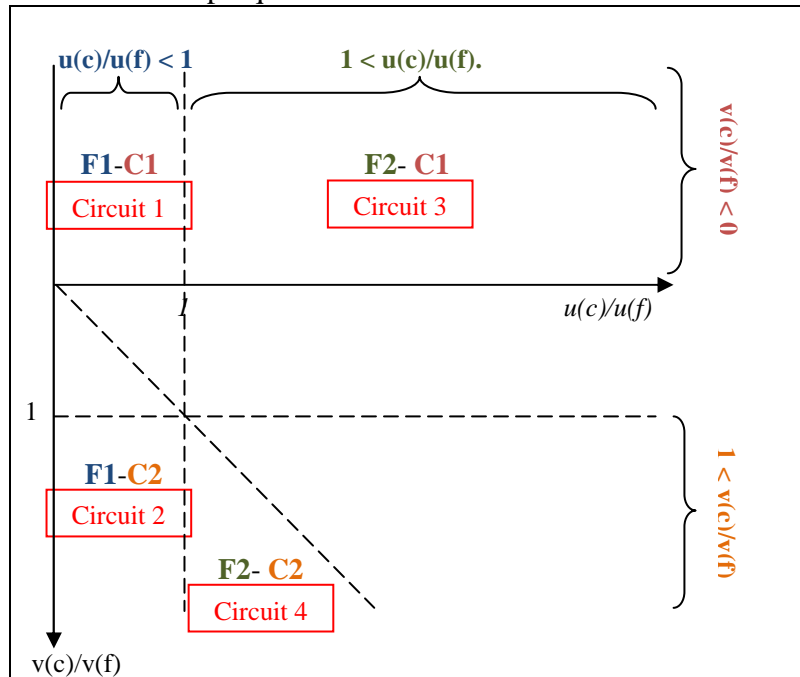 u(c)/u(f) < 1
1 < u(c)/u(f).
v(c)/v(f) < 0
F1-C1
F2- C1
Circuit 1
Circuit 3
1
u(c)/u(f)
1
F1-C2
1 < v(c)/v(f)
Circuit 2
F2- C2
Circuit 4
v(c)/v(f)